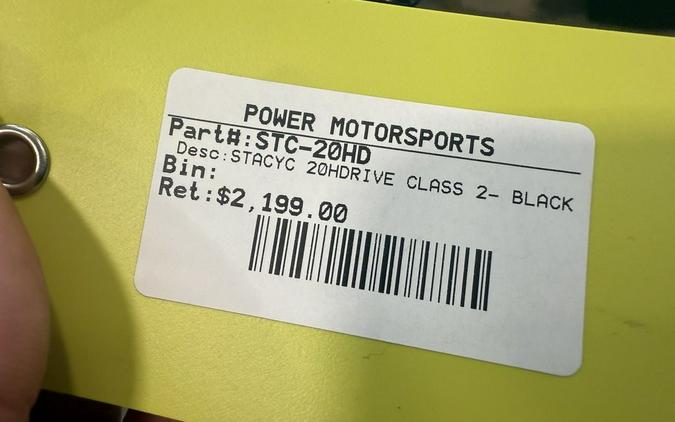 POWER MOTORSPORTS
Part#:STC-20HD
Desc:STACYC 20HDRIVE CLASS 2- BLACK
Bin:
Ret:$2,199.00